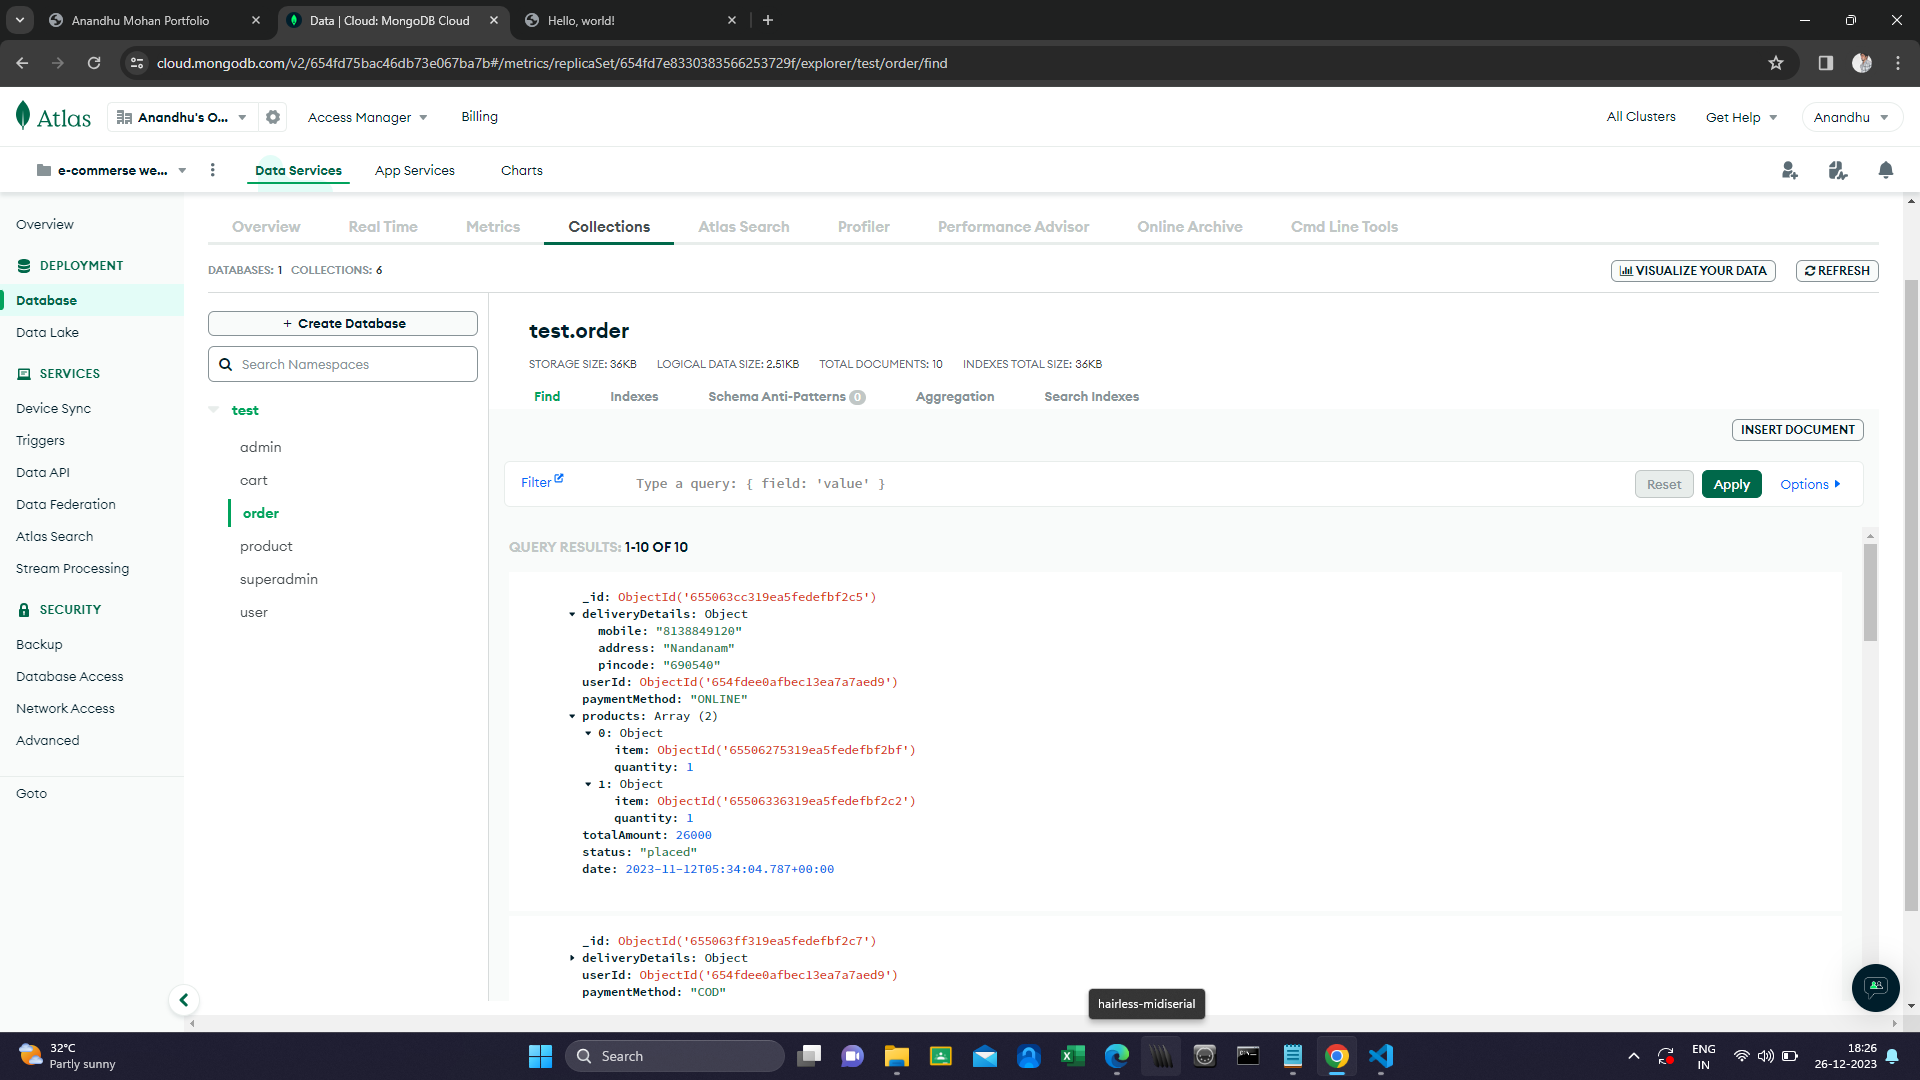 Anandhu Mohan Portfolio
Data | Cloud: MongoDB Cloud
Hello, world!
cloud.mongodb.com/v2/654fd75bac46db73e067ba7b#/metrics/replicaSet/654fd7e8330383566253729f/explorer/test/order/find
Atlas
Anandhu's O...
Access Manager
Billing
All Clusters
Get Help
Anandhu
e-commerse we...
Data Services
App Services
Charts
Overview
DEPLOYMENT
Database
Data Lake
SERVICES
Device Sync
Triggers
Data API
Data Federation
Atlas Search
Stream Processing
SECURITY
Backup
Database Access
Network Access
Advanced
Goto
Overview
Real Time
Metrics
Collections
Atlas Search
Profiler
Performance Advisor
Online Archive
Cmd Line Tools
DATABASES: 1 COLLECTIONS: 6
VISUALIZE YOUR DATA
REFRESH
+ Create Database
Search Namespaces
test
admin
cart
order
product
superadmin
user
test.order
STORAGE SIZE: 36KB LOGICAL DATA SIZE: 2.51KB TOTAL DOCUMENTS: 10 INDEXES TOTAL SIZE: 36KB
Find
Indexes
Schema Anti-Patterns 0
Aggregation
Search Indexes
INSERT DOCUMENT
Filter
Type a query: { field: 'value' }
Reset
Apply
Options
QUERY RESULTS: 1-10 OF 10
_id: ObjectId('655063cc319ea5fedefbf2c5')
deliveryDetails: Object
mobile: "8138849120"
address: "Nandanam"
pincode: "690540"
userId: ObjectId('654fdee0afbec13ea7a7aed9')
paymentMethod: "ONLINE"
products: Array (2)
0: Object
item: ObjectId('65506275319ea5fedefbf2bf')
quantity: 1
1: Object
item: ObjectId('65506336319ea5fedefbf2c2')
quantity: 1
totalAmount: 26000
status: "placed"
date: 2023-11-12T05:34:04.787+00:00
_id: ObjectId('655063ff319ea5fedefbf2c7')
deliveryDetails: Object
userId: ObjectId('654fdee0afbec13ea7a7aed9')
paymentMethod: "COD"
hairless-midiserial
32°C
Partly sunny
Search
ENG
IN
18:26
26-12-2023